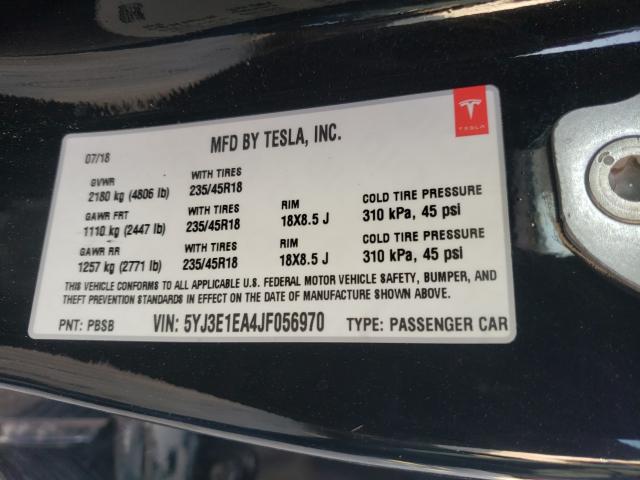 MFD BY TESLA, INC.
TESLA
07/18
GVWR WITH TIRES
2180 kg (4806 lb) 235/45R18
GAWR FRT WITH TIRES RIM COLD TIRE PRESSURE
1110 kg (2447 lb) 235/45R18 18X8.5 J 310 kPa, 45 psi
GAWR RR WITH TIRES RIM COLD TIRE PRESSURE
1257 kg (2771 lb) 235/45R18 18X8.5 J 310 kPa, 45 psi
THIS VEHICLE CONFORMS TO ALL APPLICABLE U.S. FEDERAL MOTOR VEHICLE SAFETY, BUMPER, AND
THEFT PREVENTION STANDARDS IN EFFECT ON THE DATE OF MANUFACTURE SHOWN ABOVE.
PNT: PBSB VIN: 5YJ3E1EA4JF056970 TYPE: PASSENGER CAR